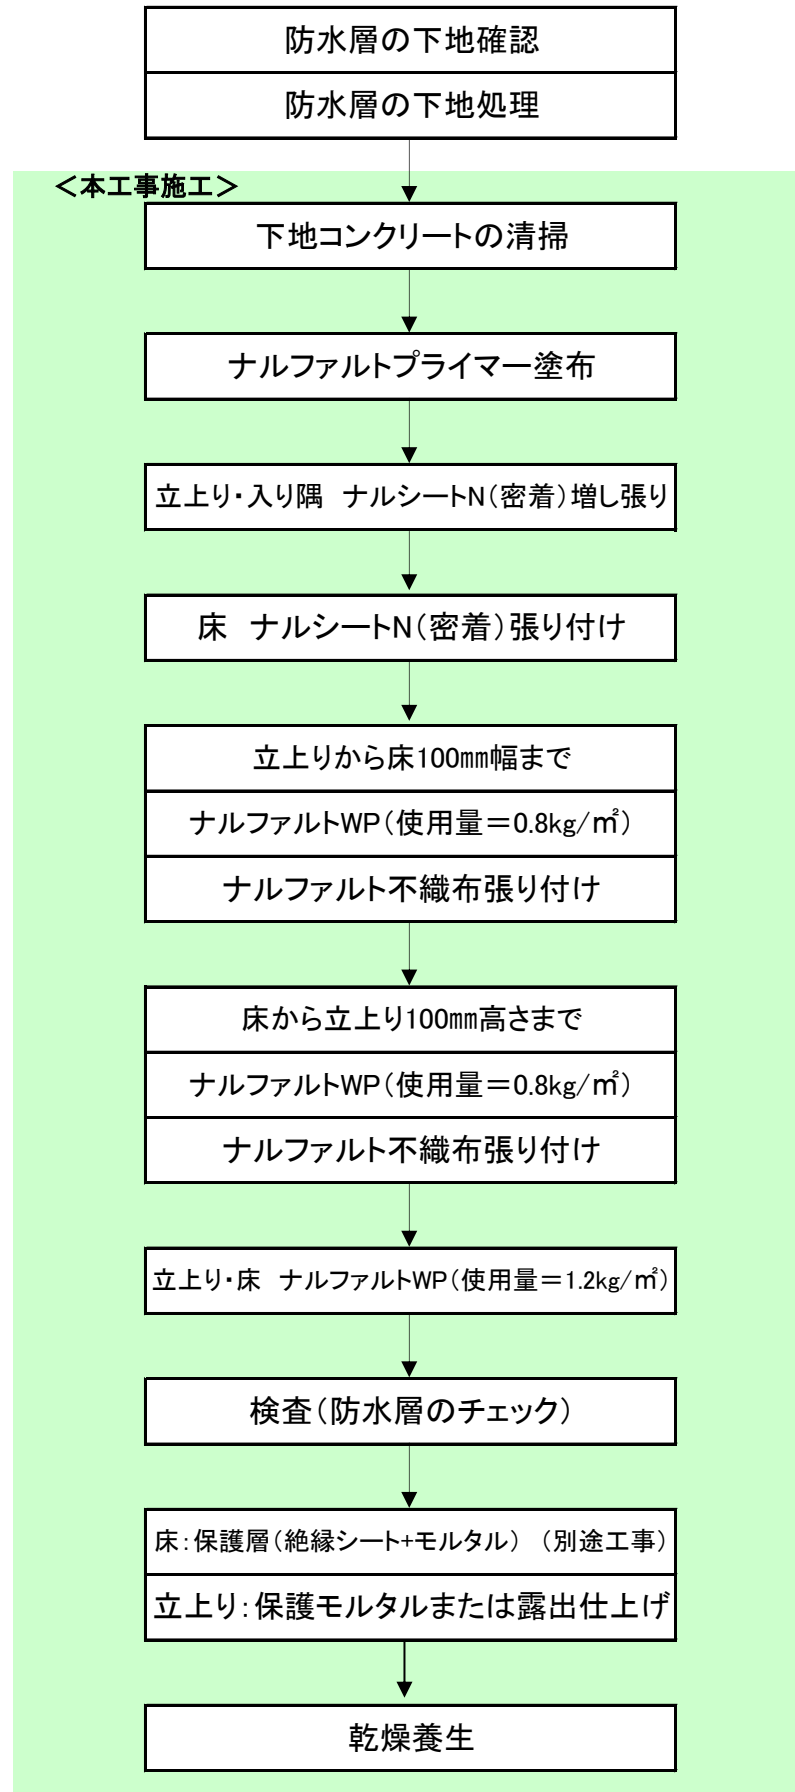 防水層の下地確認
防水層の下地処理
＜本工事施工＞
下地コンクリートの清掃
ナルファルトプライマー塗布
立上り・入り隅　ナルシートN（密着）増し張り
床　ナルシートN（密着）張り付け
立上りから床100㎜幅まで
ナルファルトWP（使用量＝0.8kg/㎡）
ナルファルト不織布張り付け
床から立上り100㎜高さまで
ナルファルトWP（使用量＝0.8kg/㎡）
ナルファルト不織布張り付け
立上り・床　ナルファルトWP（使用量＝1.2kg/㎡）
検査（防水層のチェック）
床：保護層（絶縁シート+モルタル）　（別途工事）
立上り：保護モルタルまたは露出仕上げ
乾燥養生